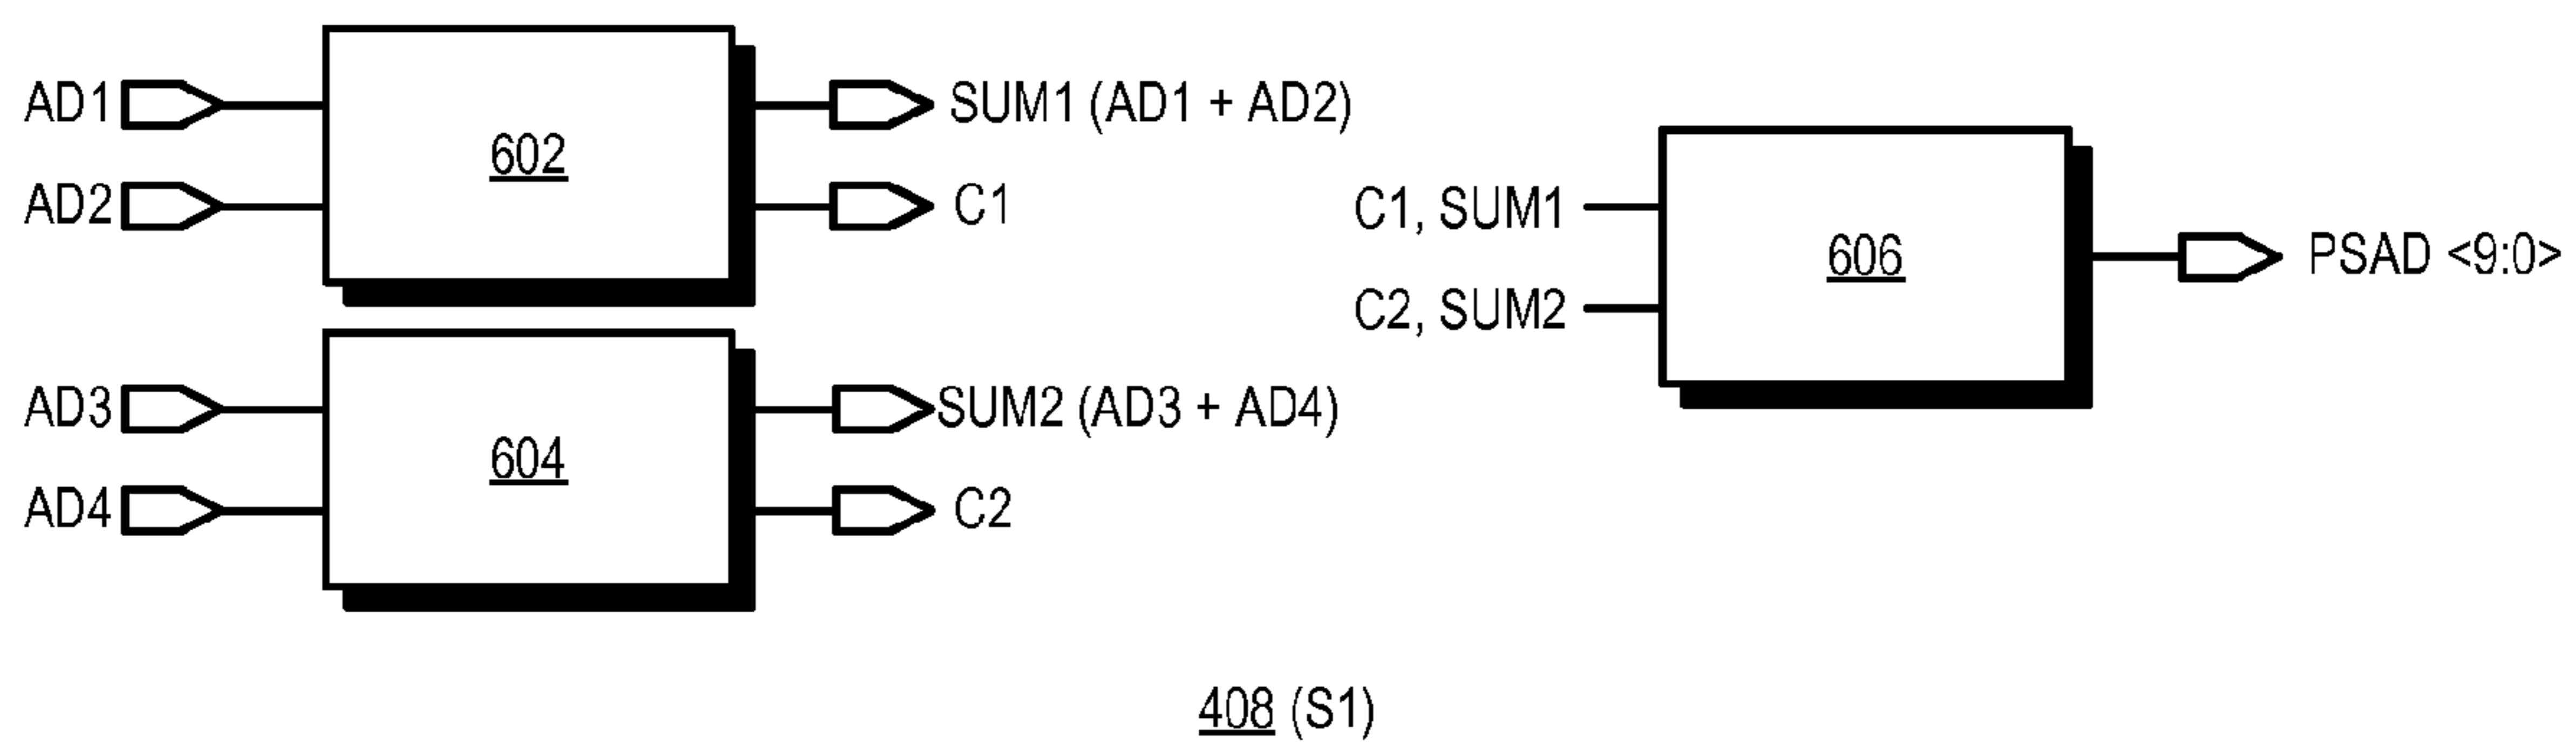 AD1
AD2
602
SUM1 (AD1 + AD2)
C1
AD3
AD4
604
SUM2 (AD3 + AD4)
C2
C1, SUM1
C2, SUM2
606
PSAD <9:0>
408 (S1)